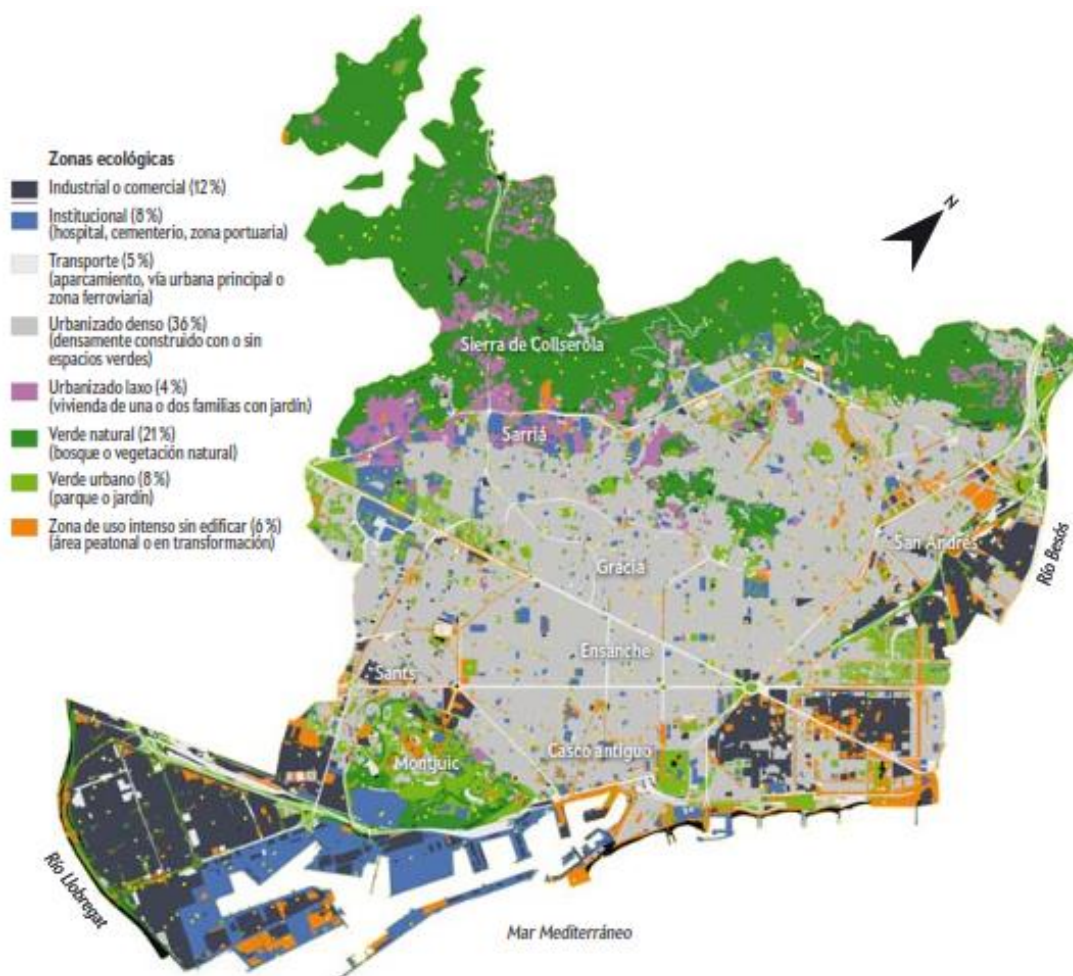 Zonas ecológicas
Industrial o comercial (12 %)
Institucional (8 %)
(hospital, cementerio, zona portuaria)
Transporte (5 %)
(aparcamiento, vía urbana principal o
zona ferroviaria)
Urbanizado denso (36 %)
(densamente construido con o sin
espacios verdes)
Urbanizado laxo (4 %)
(vivienda de una o dos familias con jardín)
Verde natural (21 %)
(bosque o vegetación natural)
Verde urbano (8 %)
(parque o jardín)
Zona de uso intenso sin edificar (6 %)
(área peatonal o en transformación)
N
Sierra de Collserola
Sarriá
San Andrés
Río Besós
Gràcia
Ensanche
Sants
Casco antiguo
Montjuic
Río Llobregat
Mar Mediterráneo